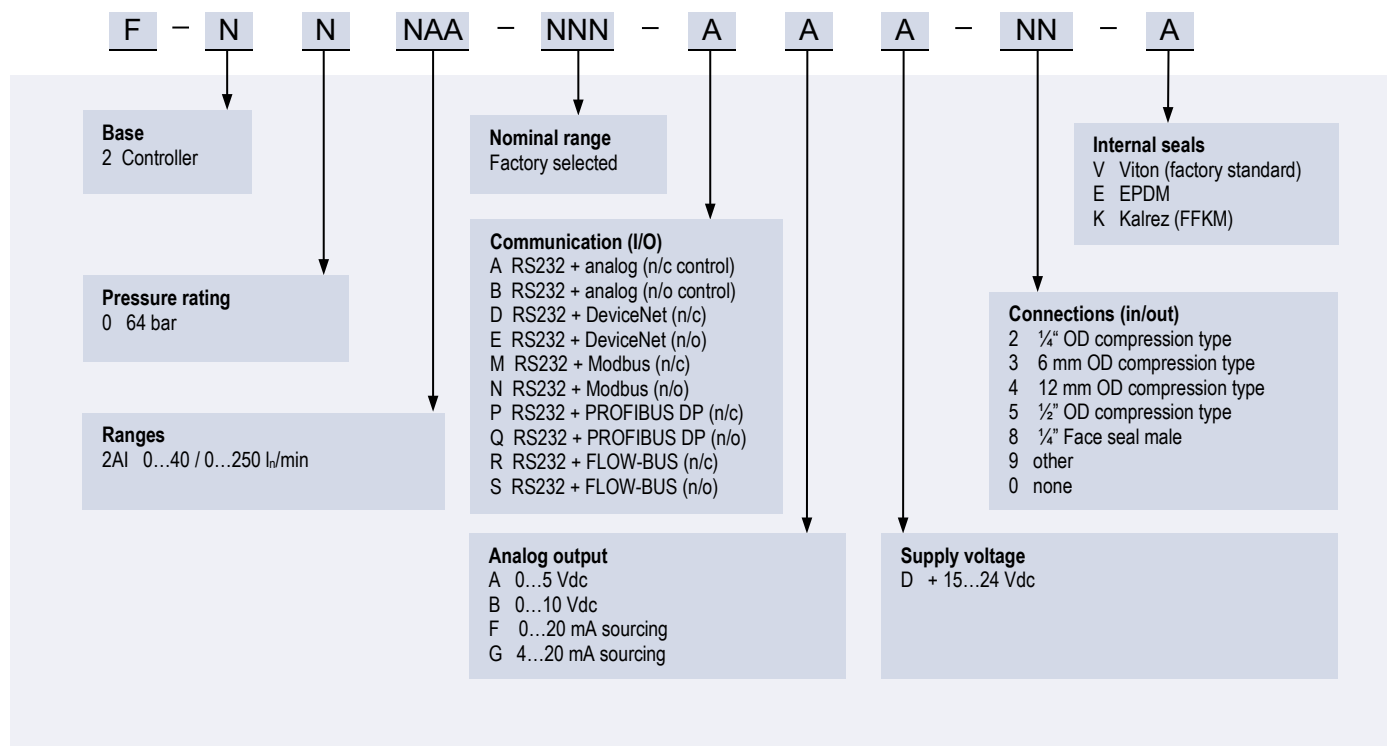 F – N N NAA – NNN – A A A – NN – A
Base
2 Controller
Nominal range
Factory selected
Internal seals
V Viton (factory standard)
E EPDM
K Kalrez (FFKM)
Communication (I/O)
A RS232 + analog (n/c control)
B RS232 + analog (n/o control)
D RS232 + DeviceNet (n/c)
E RS232 + DeviceNet (n/o)
M RS232 + Modbus (n/c)
N RS232 + Modbus (n/o)
P RS232 + PROFIBUS DP (n/c)
Q RS232 + PROFIBUS DP (n/o)
R RS232 + FLOW-BUS (n/c)
S RS232 + FLOW-BUS (n/o)
Pressure rating
0 64 bar
Connections (in/out)
2 ¼“ OD compression type
3 6 mm OD compression type
4 12 mm OD compression type
5 ½” OD compression type
8 ¼” Face seal male
9 other
0 none
Ranges
2AI 0…40 / 0…250 lₙ/min
Analog output
A 0…5 Vdc
B 0…10 Vdc
F 0…20 mA sourcing
G 4…20 mA sourcing
Supply voltage
D + 15…24 Vdc